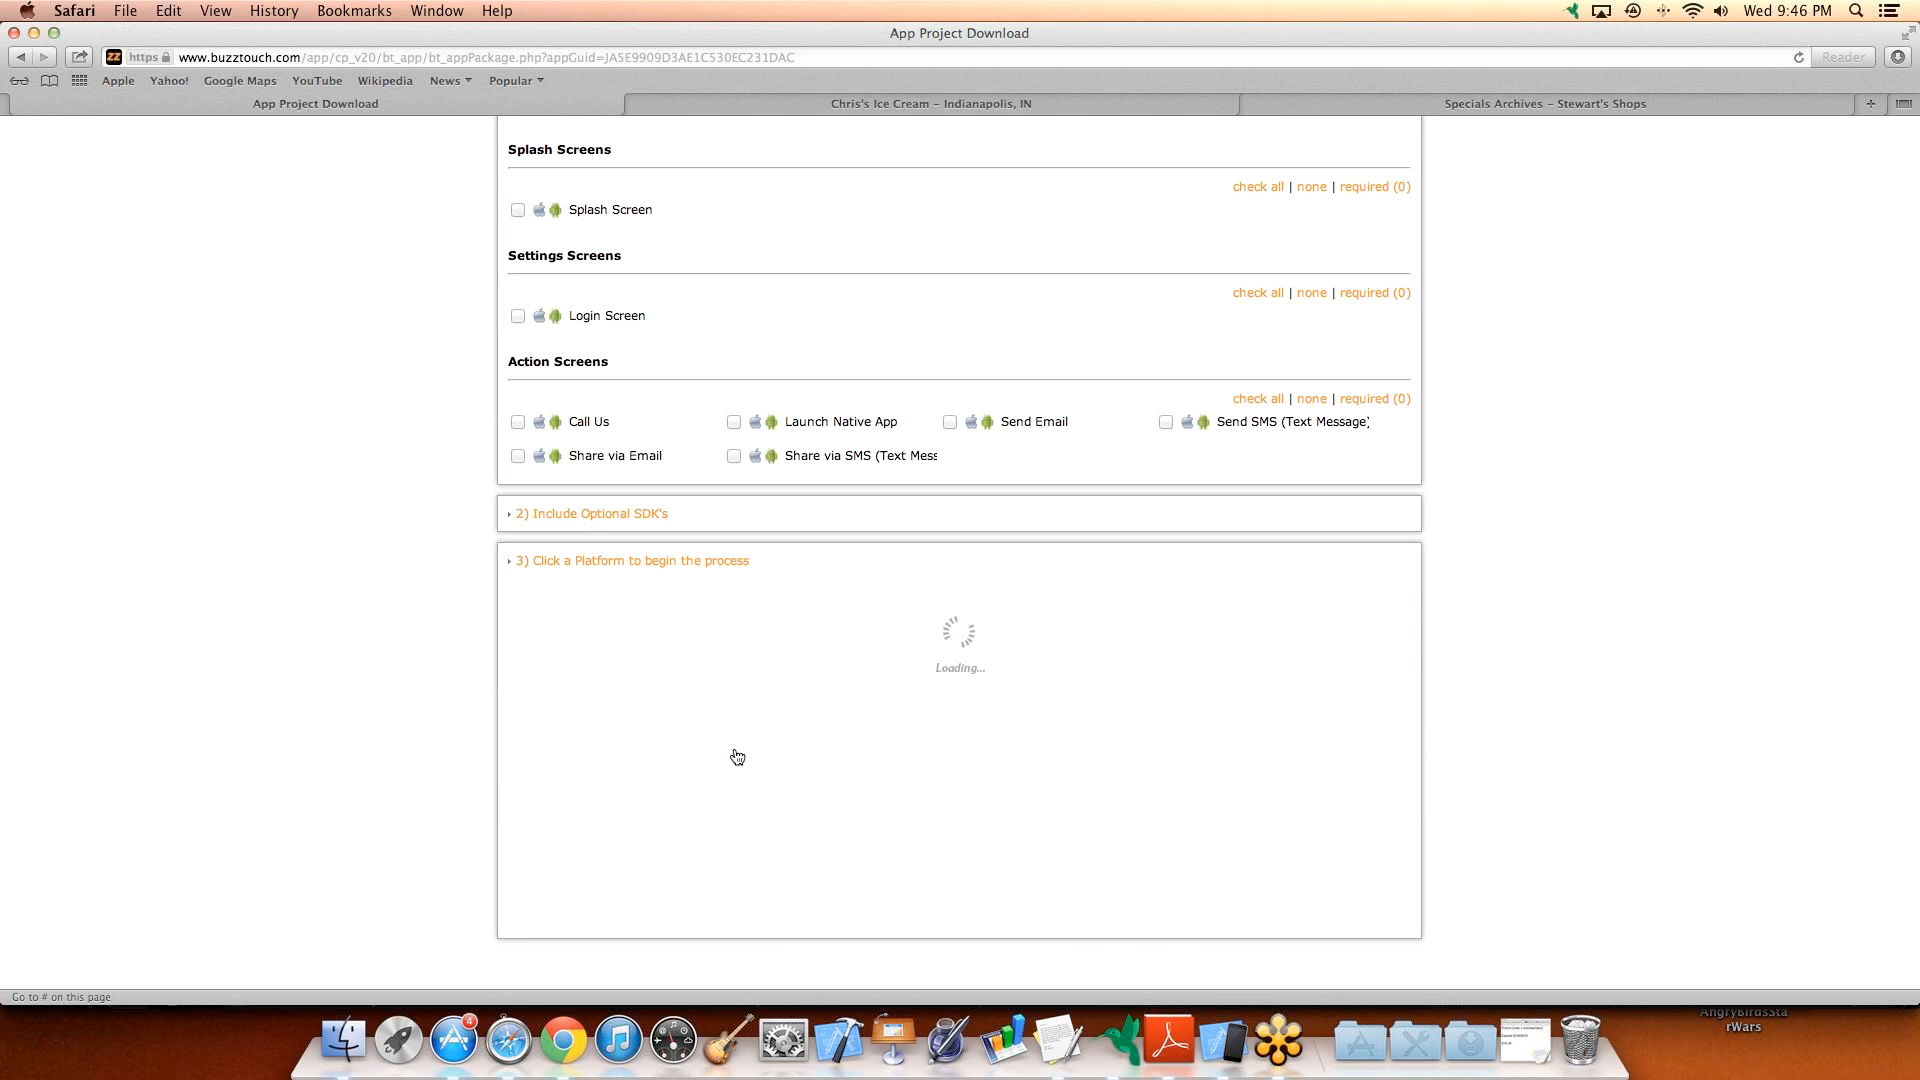 Safari File Edit View History Bookmarks Window Help Wed 9:46 PM
App Project Download
https www.buzztouch.com/app/cp_v20/bt_app/bt_appPackage.php?appGuid=JA5E9909D3AE1C530EC231DAC Reader
Apple Yahoo! Google Maps YouTube Wikipedia News Popular
App Project Download Chris's Ice Cream – Indianapolis, IN Specials Archives – Stewart's Shops
Splash Screens
check all | none | required (0)
Splash Screen
Settings Screens
check all | none | required (0)
Login Screen
Action Screens
check all | none | required (0)
Call Us Launch Native App Send Email Send SMS (Text Message)
Share via Email Share via SMS (Text Mess
2) Include Optional SDK's
3) Click a Platform to begin the process
Loading...
Go to # on this page
AngryBirdsSta
rWars
4